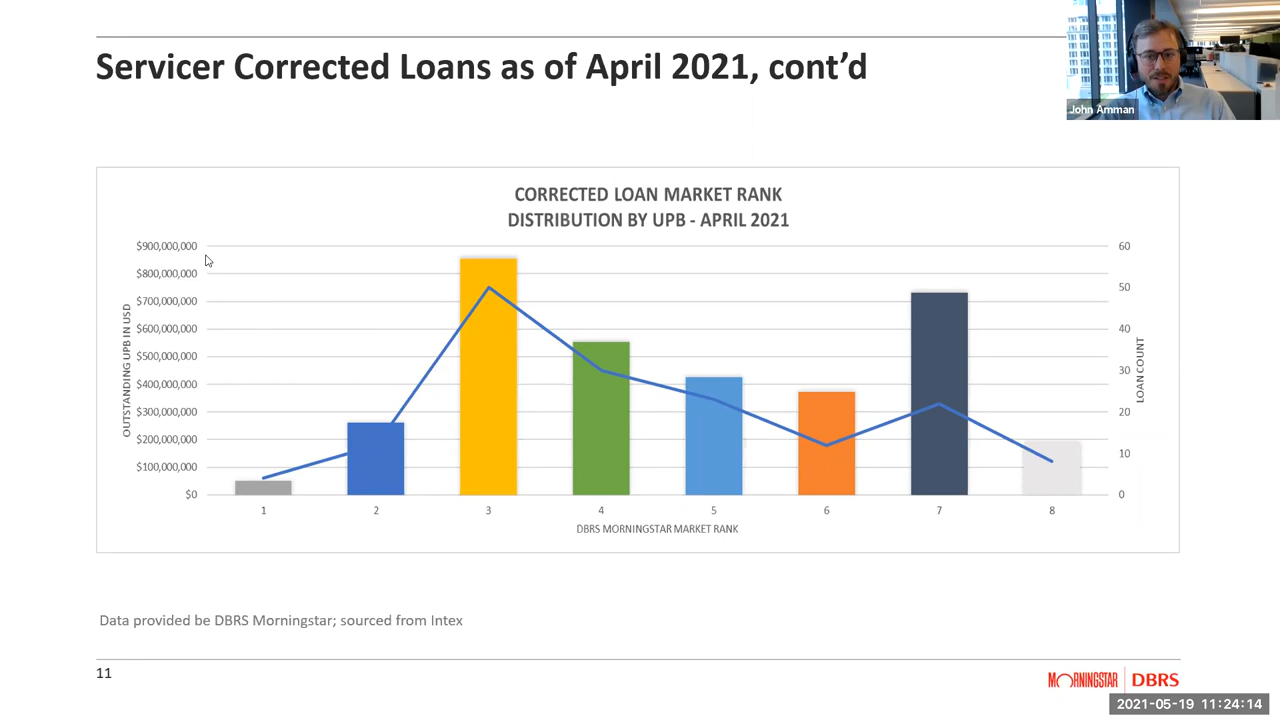 Servicer Corrected Loans as of April 2021, cont’d
John Amman
CORRECTED LOAN MARKET RANK
DISTRIBUTION BY UPB - APRIL 2021
$900,000,000
$800,000,000
$700,000,000
$600,000,000
$500,000,000
$400,000,000
$300,000,000
$200,000,000
$100,000,000
$0
OUTSTANDING UPB IN USD
60
50
40
30
20
10
0
LOAN COUNT
1 2 3 4 5 6 7 8
DBRS MORNINGSTAR MARKET RANK
Data provided be DBRS Morningstar; sourced from Intex
11
MORNINGSTAR DBRS
2021-05-19 11:24:14